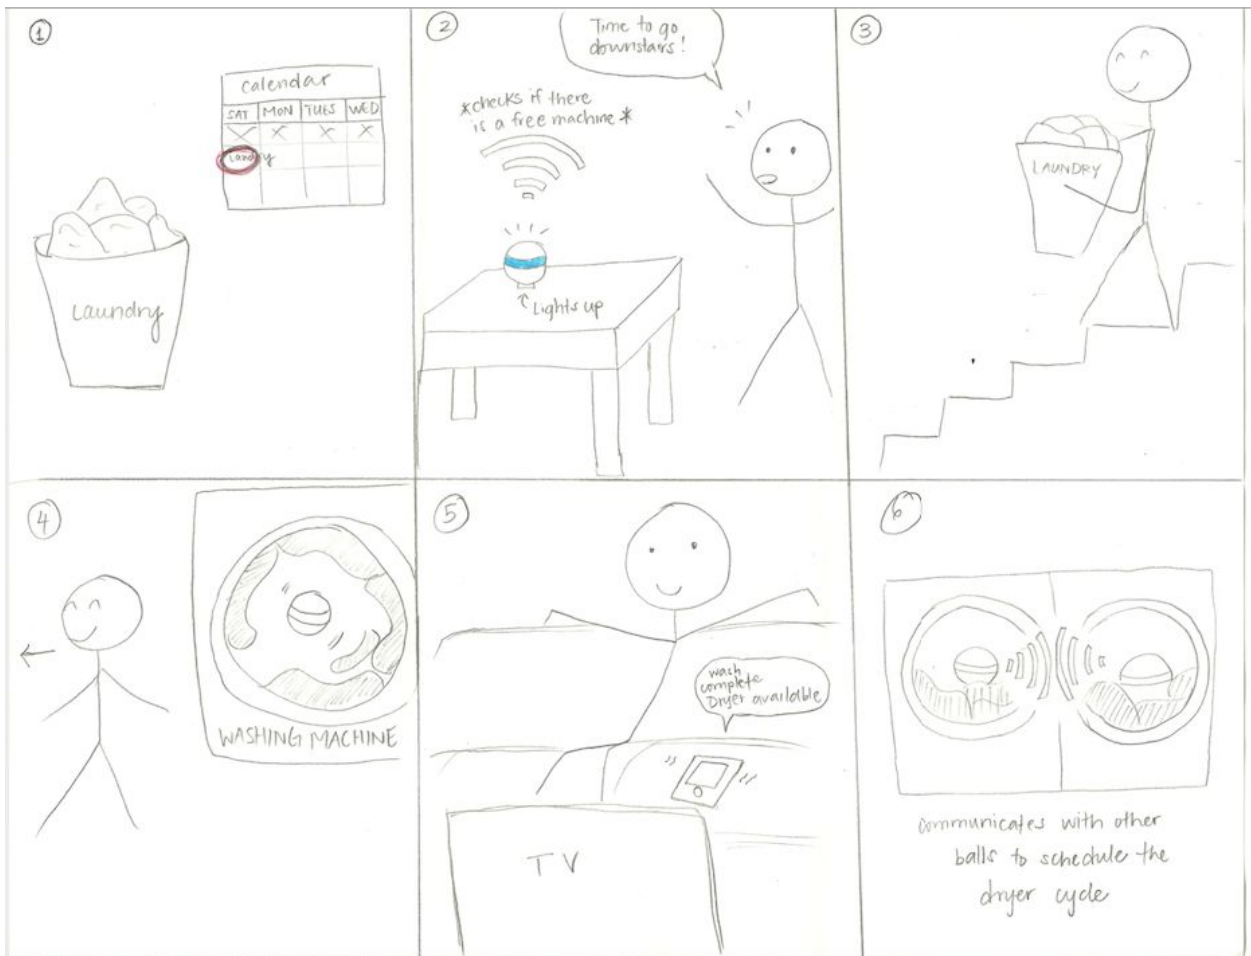 1
Calendar
SAT MON TUES WED
X X X X
Laundry
Laundry
2
Time to go
downstairs!
*checks if there
is a free machine*
Lights up
3
LAUNDRY
4
WASHING MACHINE
5
wash
complete
Dryer available
TV
6
communicates with other
balls to schedule the
dryer cycle